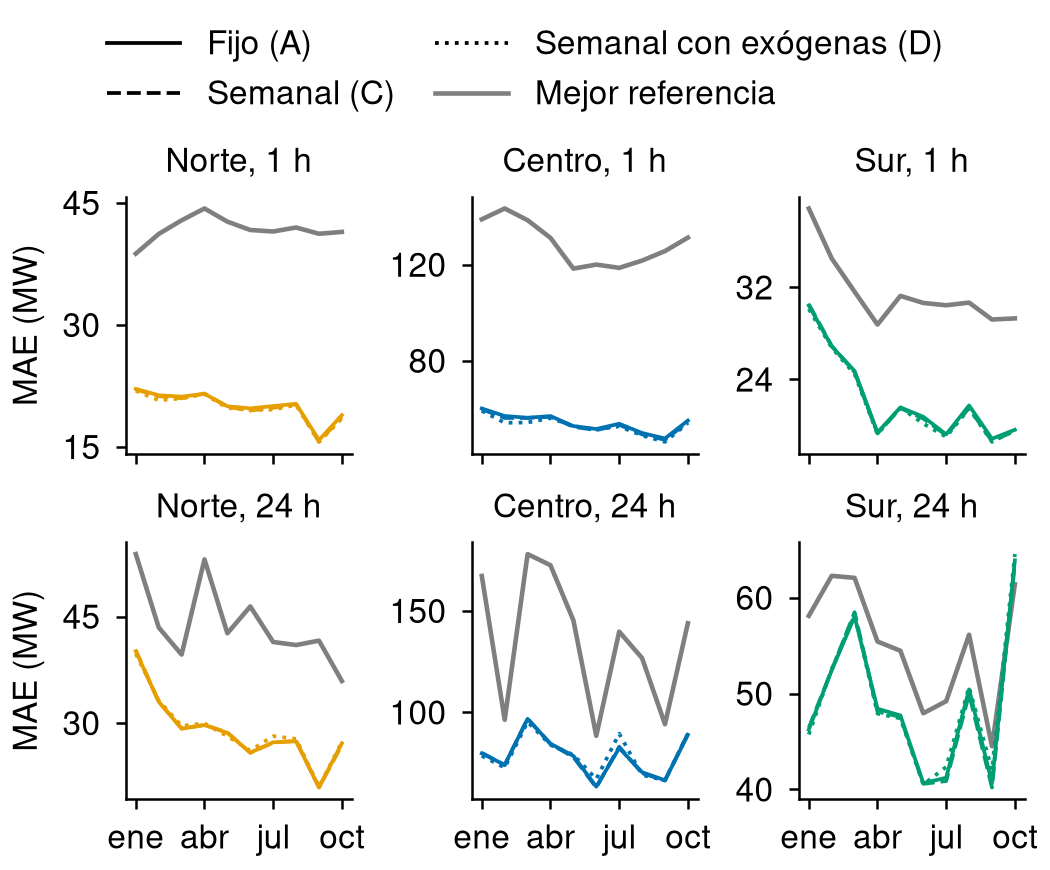 Fijo (A)
Semanal con exógenas (D)
Semanal (C)
Mejor referencia
Norte, 1 h
Centro, 1 h
Sur, 1 h
MAE (MW)
45
30
15
120
80
32
24
Norte, 24 h
Centro, 24 h
Sur, 24 h
MAE (MW)
45
30
150
100
60
50
40
ene abr jul oct
ene abr jul oct
ene abr jul oct